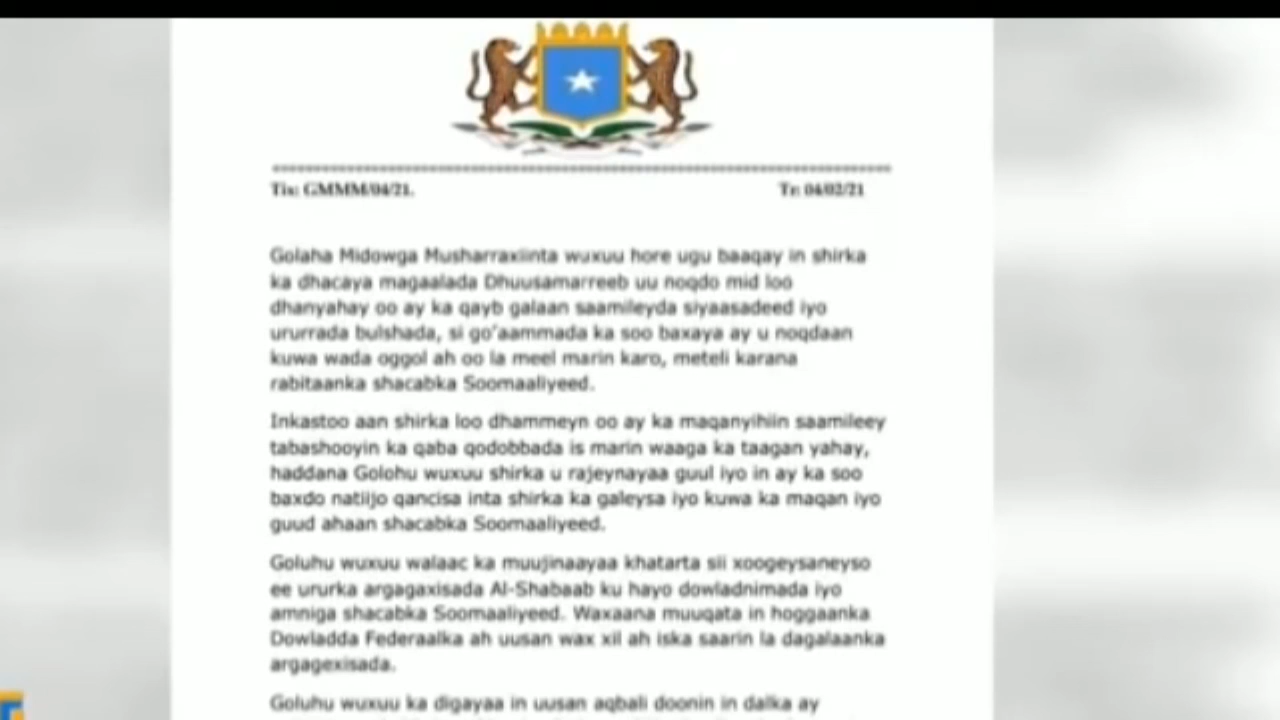 Tix: GMMM/04/21. Tr: 04/02/21
Golaha Midowga Musharraxiinta wuxuu hore ugu baaqay in shirka
ka dhacaya magaalada Dhuusamarreeb uu noqdo mid loo
dhanyahay oo ay ka qayb galaan saamileyda siyaasadeed iyo
ururrada bulshada, si go'aammada ka soo baxaya ay u noqdaan
kuwa wada oggol ah oo la meel marin karo, meteli karana
rabitaanka shacabka Soomaaliyeed.
Inkastoo aan shirka loo dhammeyn oo ay ka maqanyihiin saamileey
tabashooyin ka qaba qodobbada is marin waaga ka taagan yahay,
haddana Golohu wuxuu shirka u rajeynayaa guul iyo in ay ka soo
baxdo natiijo qancisa inta shirka ka galeysa iyo kuwa ka maqan iyo
guud ahaan shacabka Soomaaliyeed.
Goluhu wuxuu walaac ka muujinaayaa khatarta sii xoogeysaneyso
ee ururka argagaxisada Al-Shabaab ku hayo dowladnimada iyo
amniga shacabka Soomaaliyeed. Waxaana muuqata in hoggaanka
Dowladda Federaalka ah uusan wax xil ah iska saarin la dagalaanka
argagexisada.
Goluhu wuxuu ka digayaa in uusan aqbali doonin in dalka ay